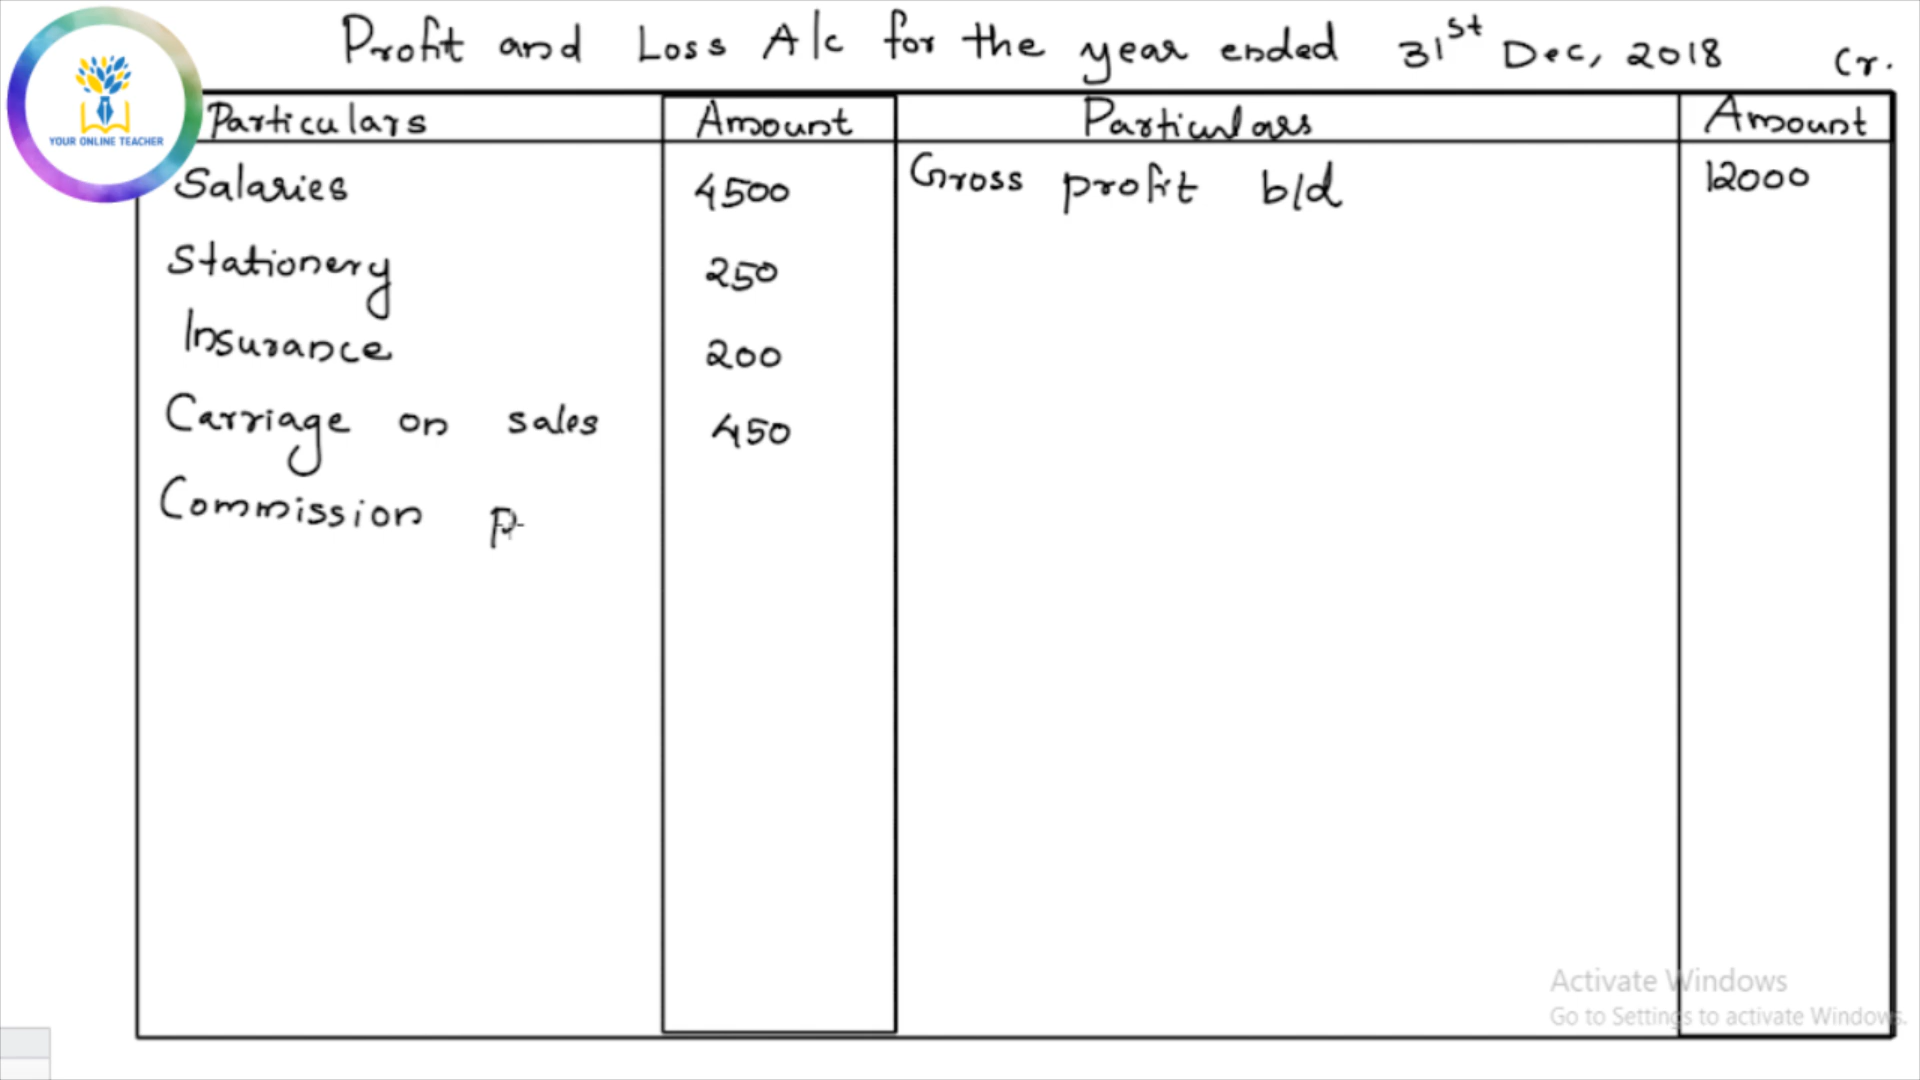 Profit and Loss A/c for the year ended 31st Dec, 2018
Cr.
YOUR ONLINE TEACHER
Particulars Amount Particulars Amount
Salaries 4500 Gross profit b/d 12000
Stationery 250
Insurance 200
Carriage on sales 450
Commission p
Activate Windows
Go to Settings to activate Windows.